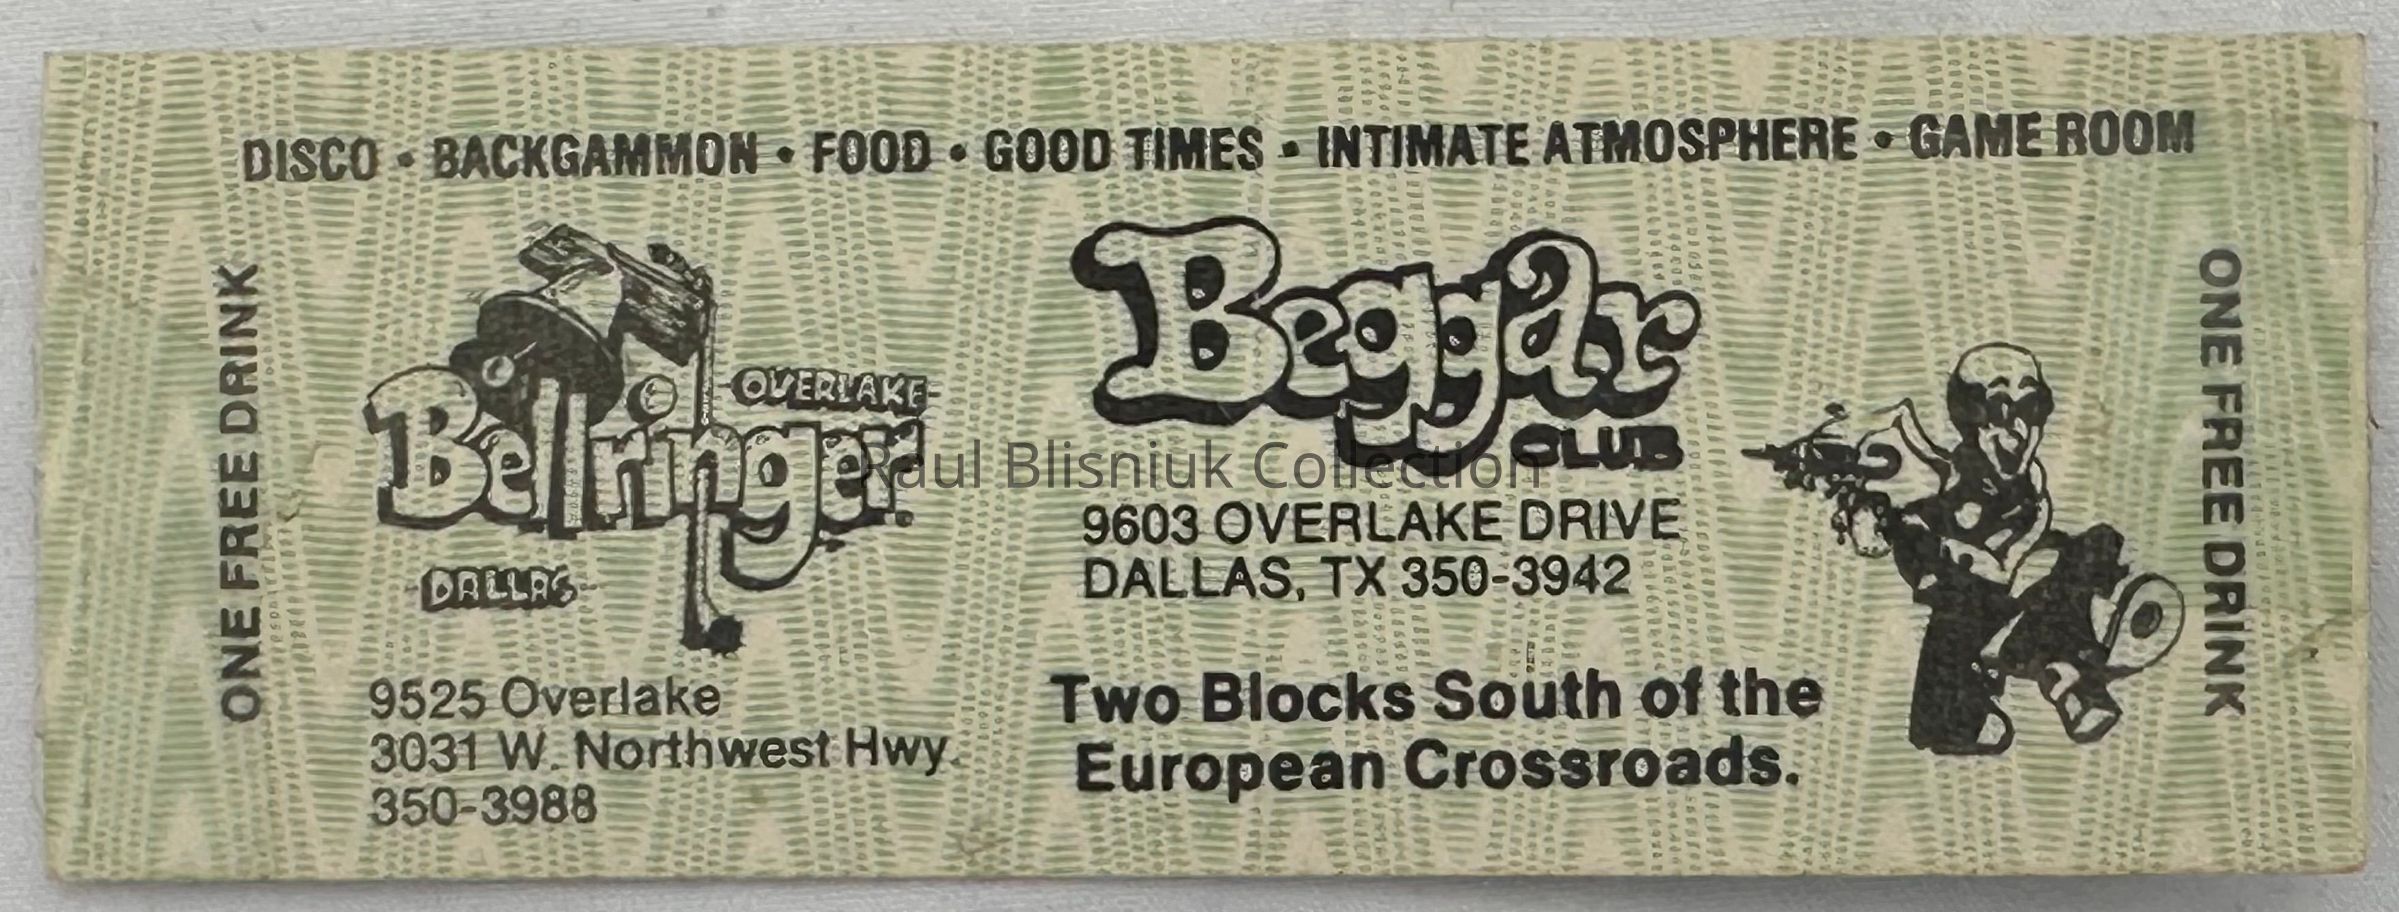 DISCO • BACKGAMMON • FOOD • GOOD TIMES • INTIMATE ATMOSPHERE • GAME ROOM
ONE FREE DRINK
Bellringer
-OVERLAKE-
-DALLAS-
9525 Overlake
3031 W. Northwest Hwy.
350-3988
Beggar
CLUB
Raul Blisniuk Collection
9603 OVERLAKE DRIVE
DALLAS, TX 350-3942
Two Blocks South of the
European Crossroads.
ONE FREE DRINK